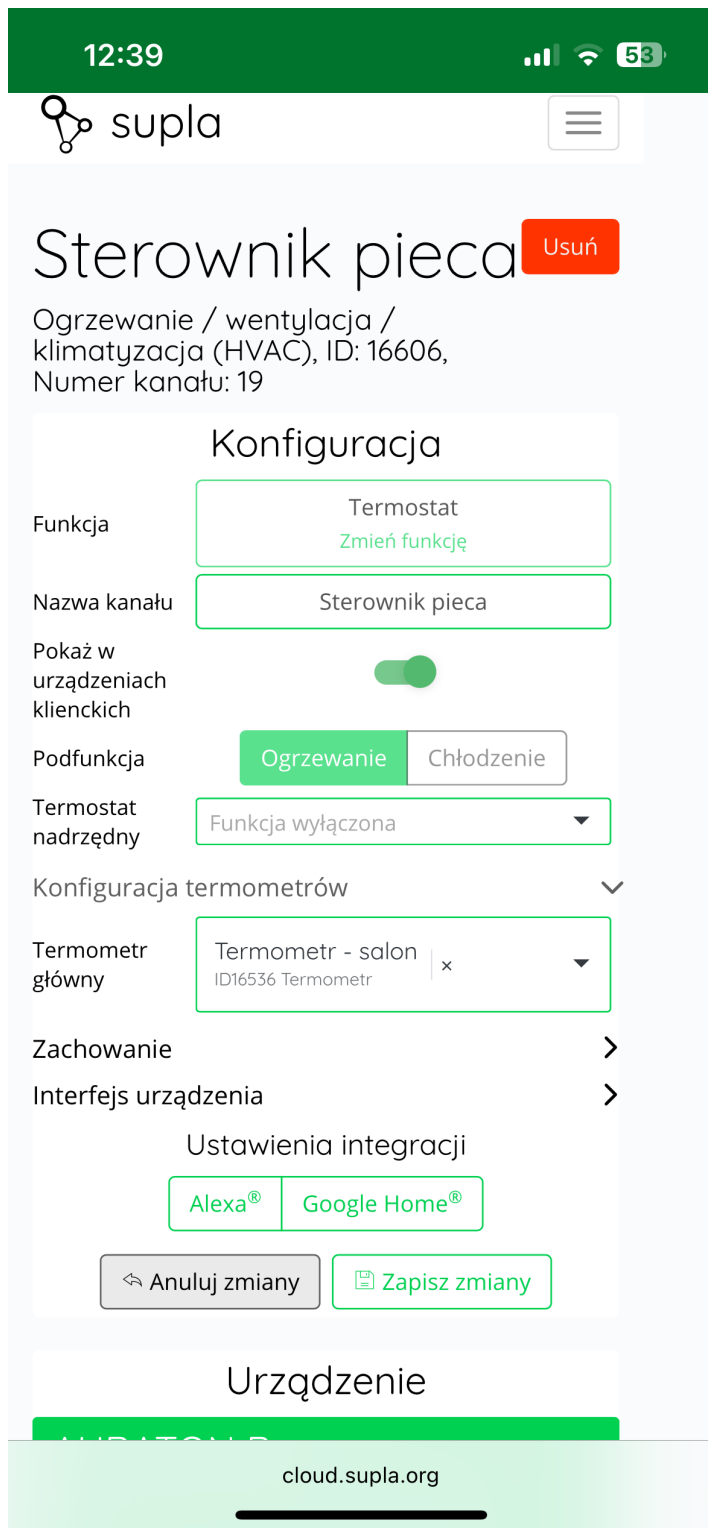 12:39
53
supla
Sterownik pieca
Usuń
Ogrzewanie / wentylacja /
klimatyzacja (HVAC), ID: 16606,
Numer kanału: 19
Konfiguracja
Funkcja
Termostat
Zmień funkcję
Nazwa kanału
Sterownik pieca
Pokaż w
urządzeniach
klienckich
Podfunkcja
Ogrzewanie
Chłodzenie
Termostat
nadrzędny
Funkcja wyłączona
Konfiguracja termometrów
Termometr
główny
Termometr - salon
ID16536 Termometr
×
Zachowanie
Interfejs urządzenia
Ustawienia integracji
Alexa®
Google Home®
Anuluj zmiany
Zapisz zmiany
Urządzenie
cloud.supla.org